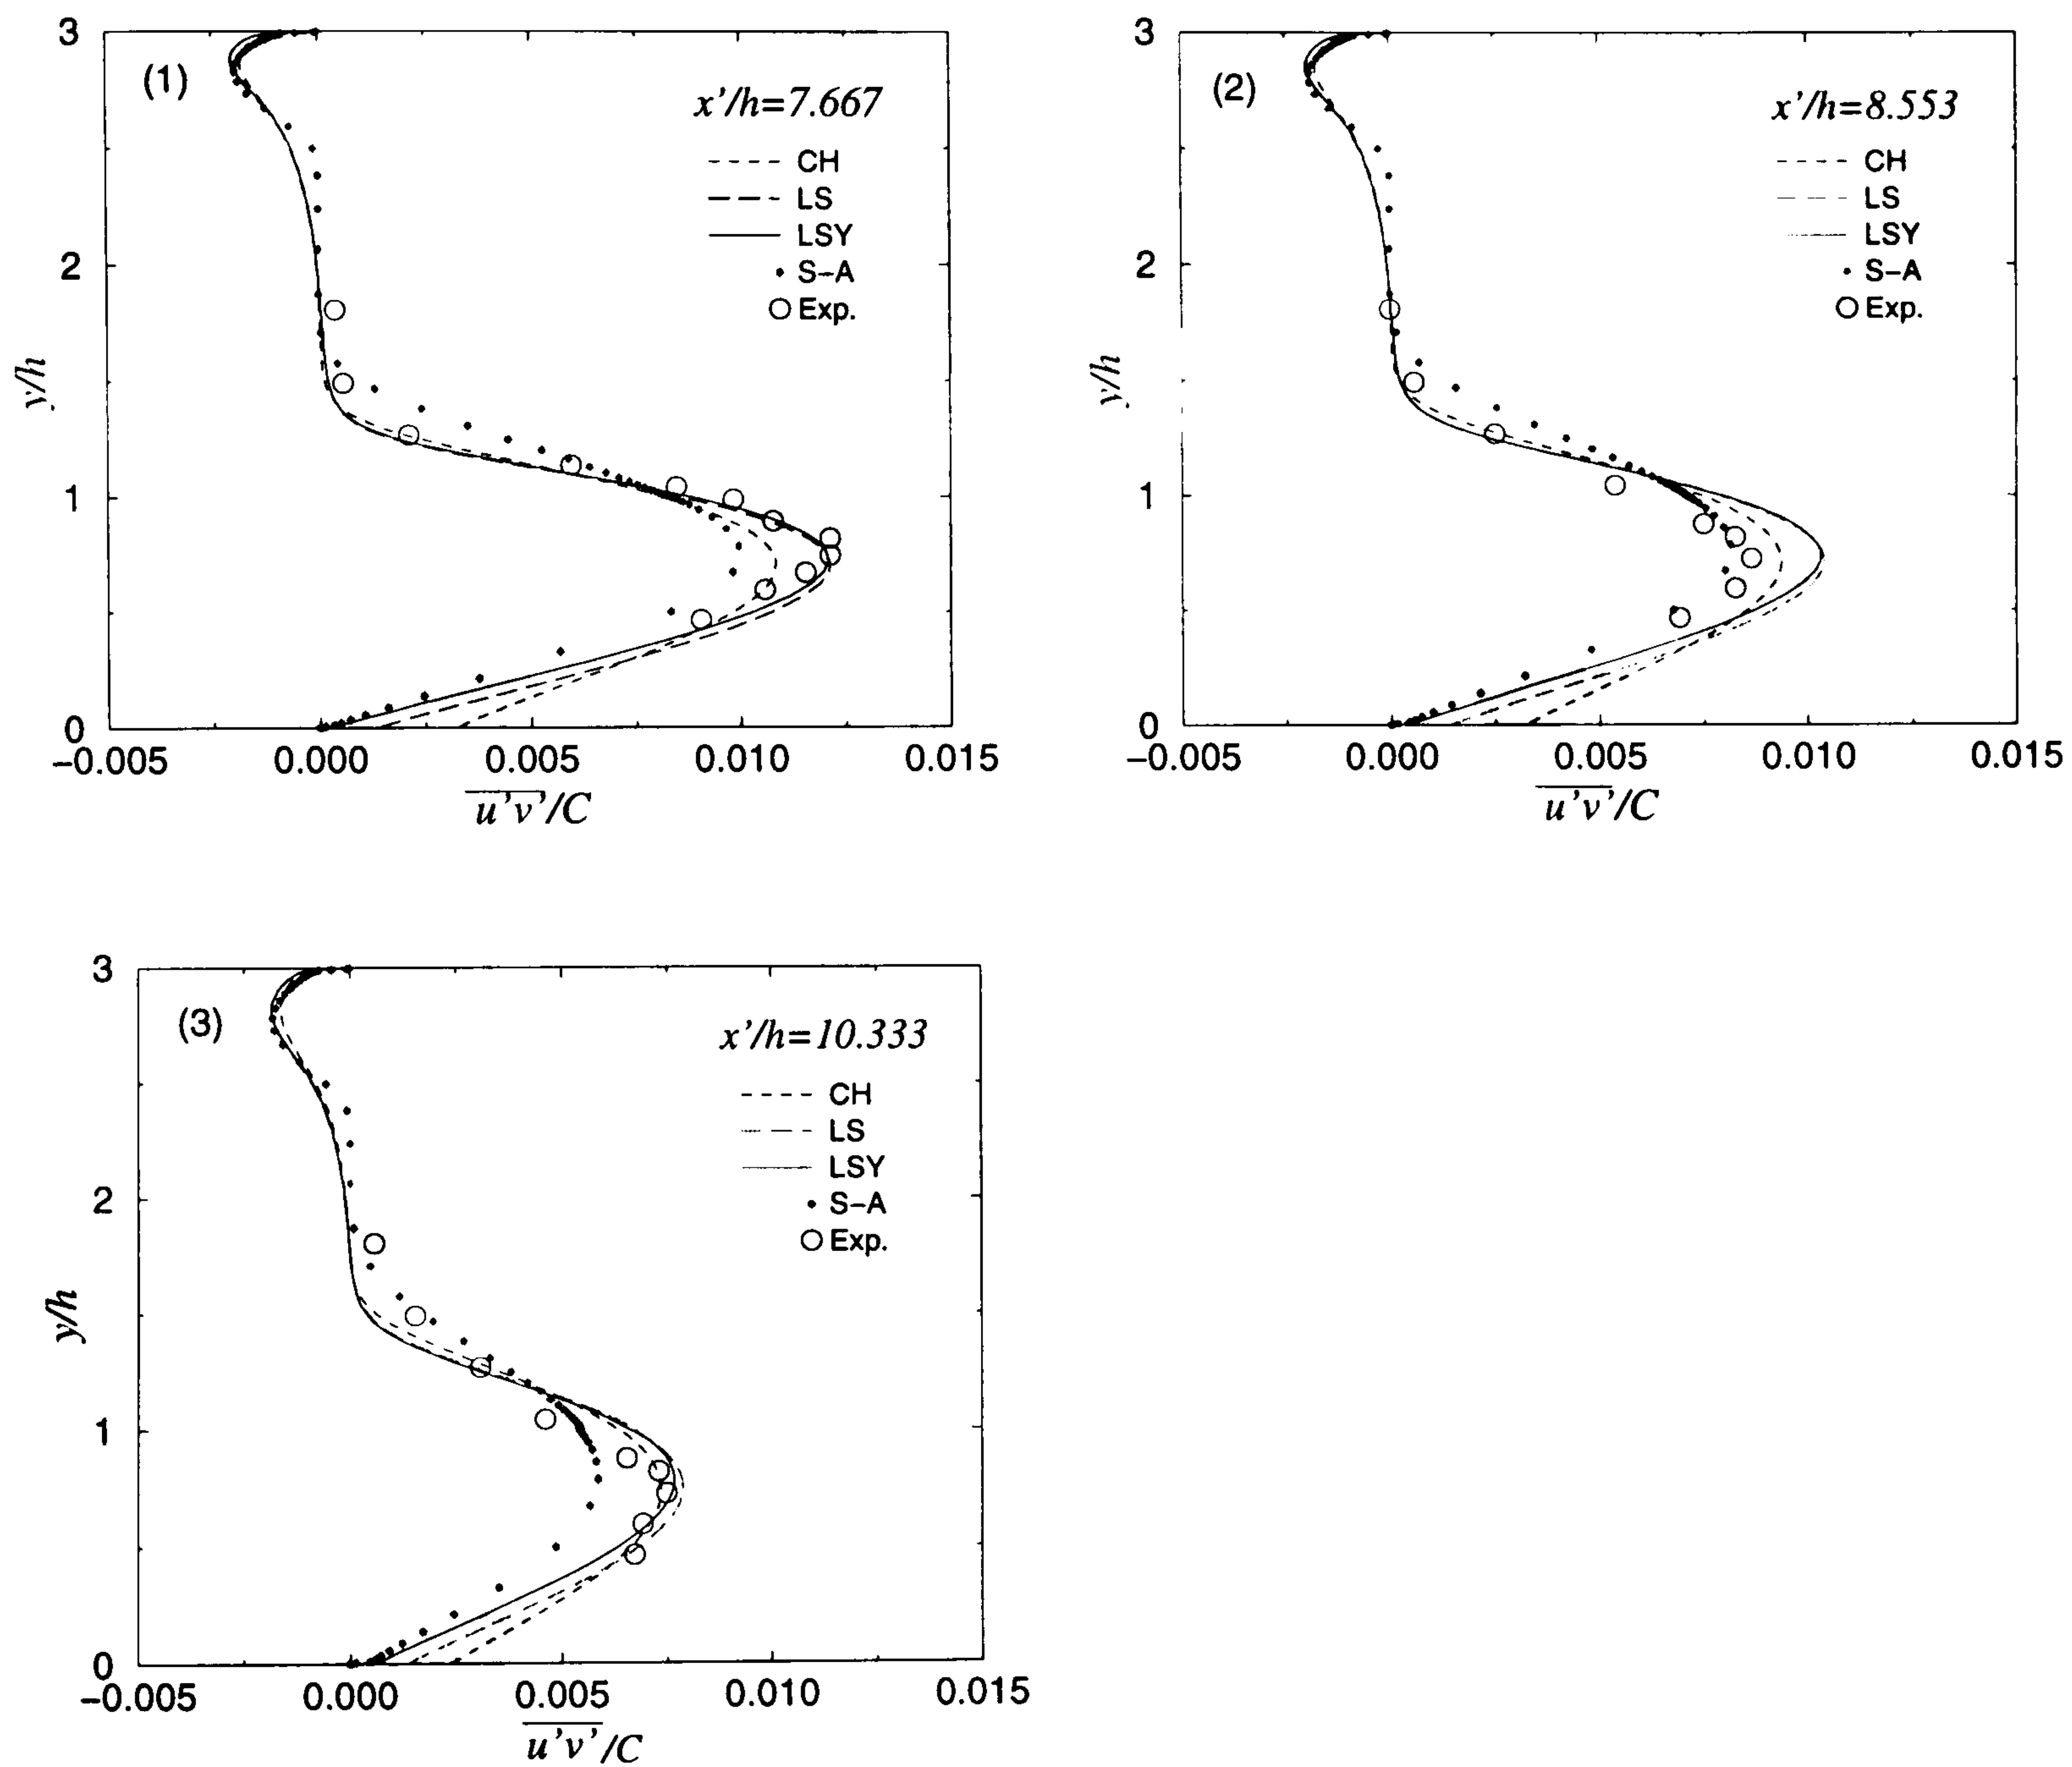 3
(1)
x'/h=7.667
CH
LS
LSY
S–A
Exp.
2
y/h
1
0
–0.005 0.000 0.005 0.010 0.015
u'v'/C
3
(2)
x'/h=8.553
CH
LS
LSY
S–A
Exp.
2
y/h
1
0
–0.005 0.000 0.005 0.010 0.015
u'v'/C
3
(3)
x'/h=10.333
CH
LS
LSY
S–A
Exp.
2
y/h
1
0
–0.005 0.000 0.005 0.010 0.015
u'v'/C